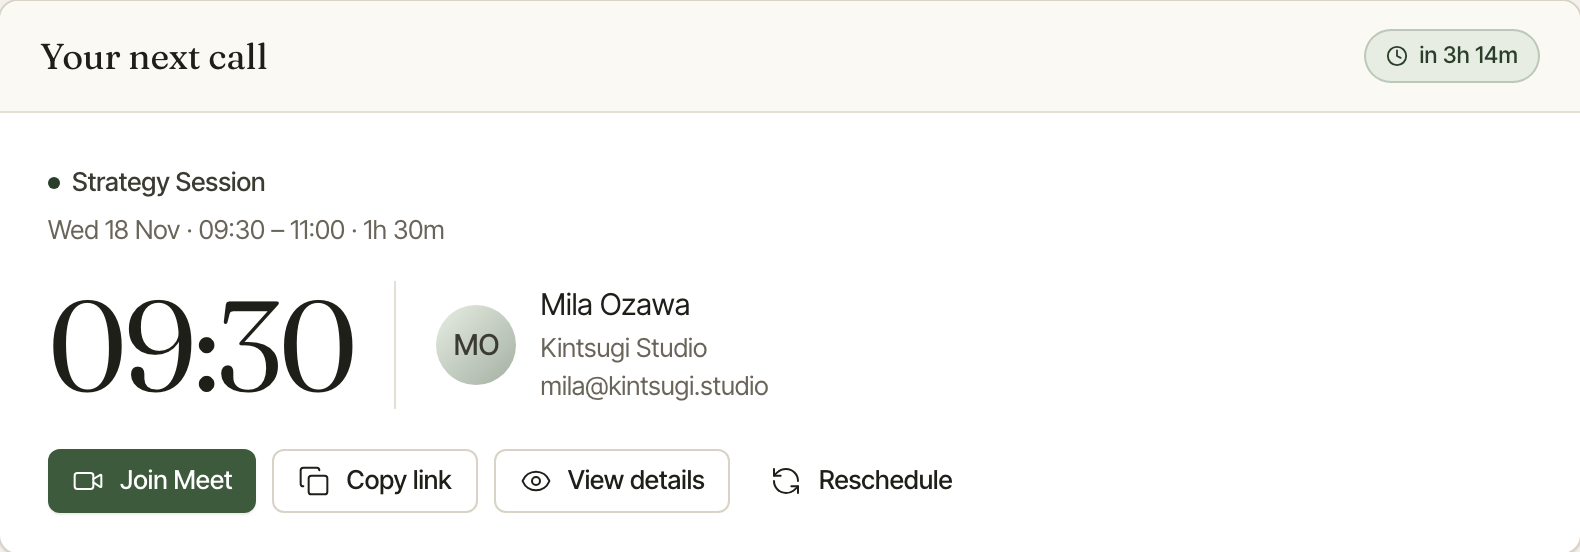 Your next call
in 3h 14m
Strategy Session
Wed 18 Nov · 09:30 – 11:00 · 1h 30m
09:30
MO
Mila Ozawa
Kintsugi Studio
mila@kintsugi.studio
Join Meet
Copy link
View details
Reschedule